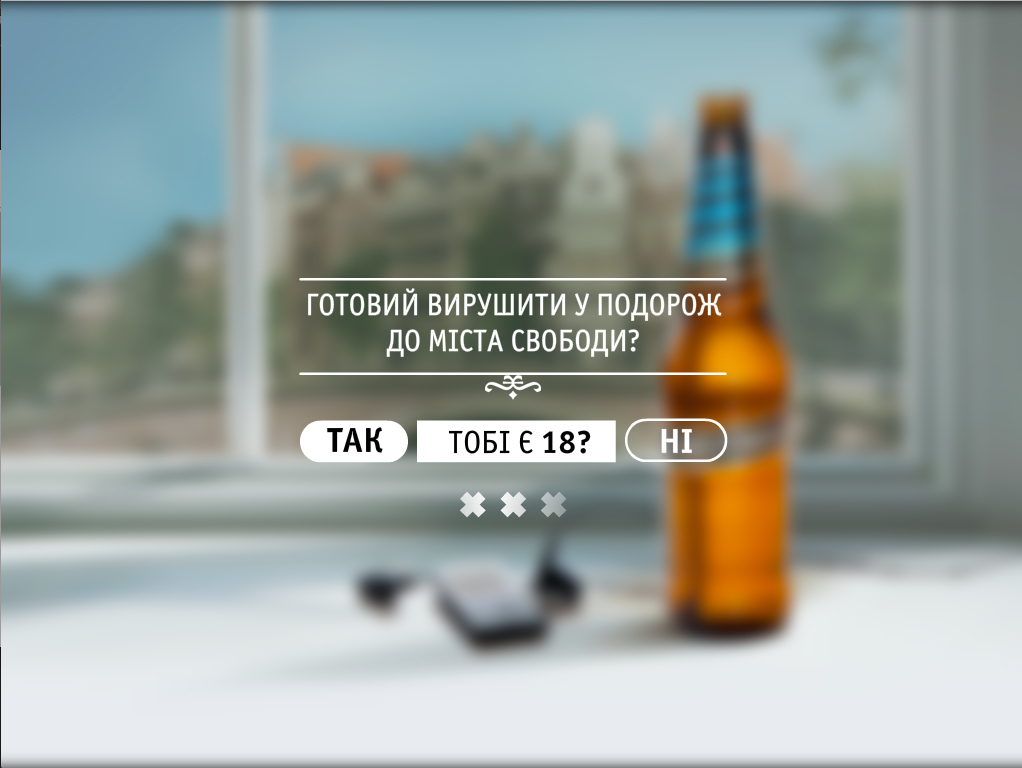 ГОТОВИЙ ВИРУШИТИ У ПОДОРОЖ
ДО МІСТА СВОБОДИ?
ТАК ТОБІ Є 18? НІ